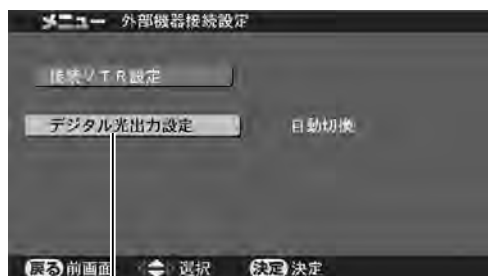 メニュー 外部機器接続設定
接続VTR設定
デジタル光出力設定 自動切換
戻る 前画面 選択 決定 決定